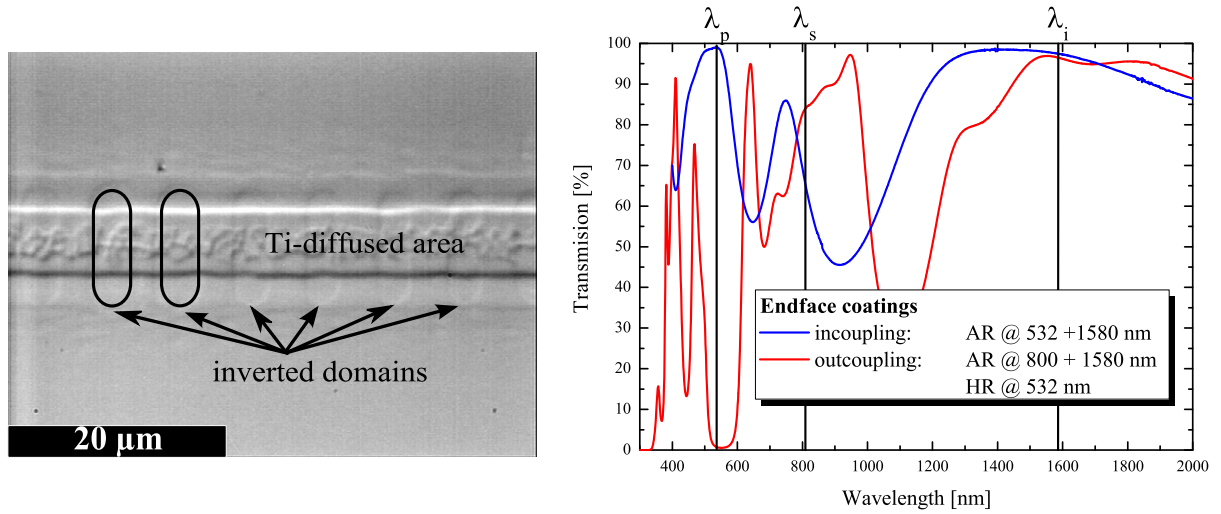 Ti-diffused area
inverted domains
20 µm
λp
λs
λi
Transmision [%]
100
90
80
70
60
50
40
30
20
10
0
Endface coatings
incoupling: AR @ 532 +1580 nm
outcoupling: AR @ 800 + 1580 nm
HR @ 532 nm
400 600 800 1000 1200 1400 1600 1800 2000
Wavelength [nm]